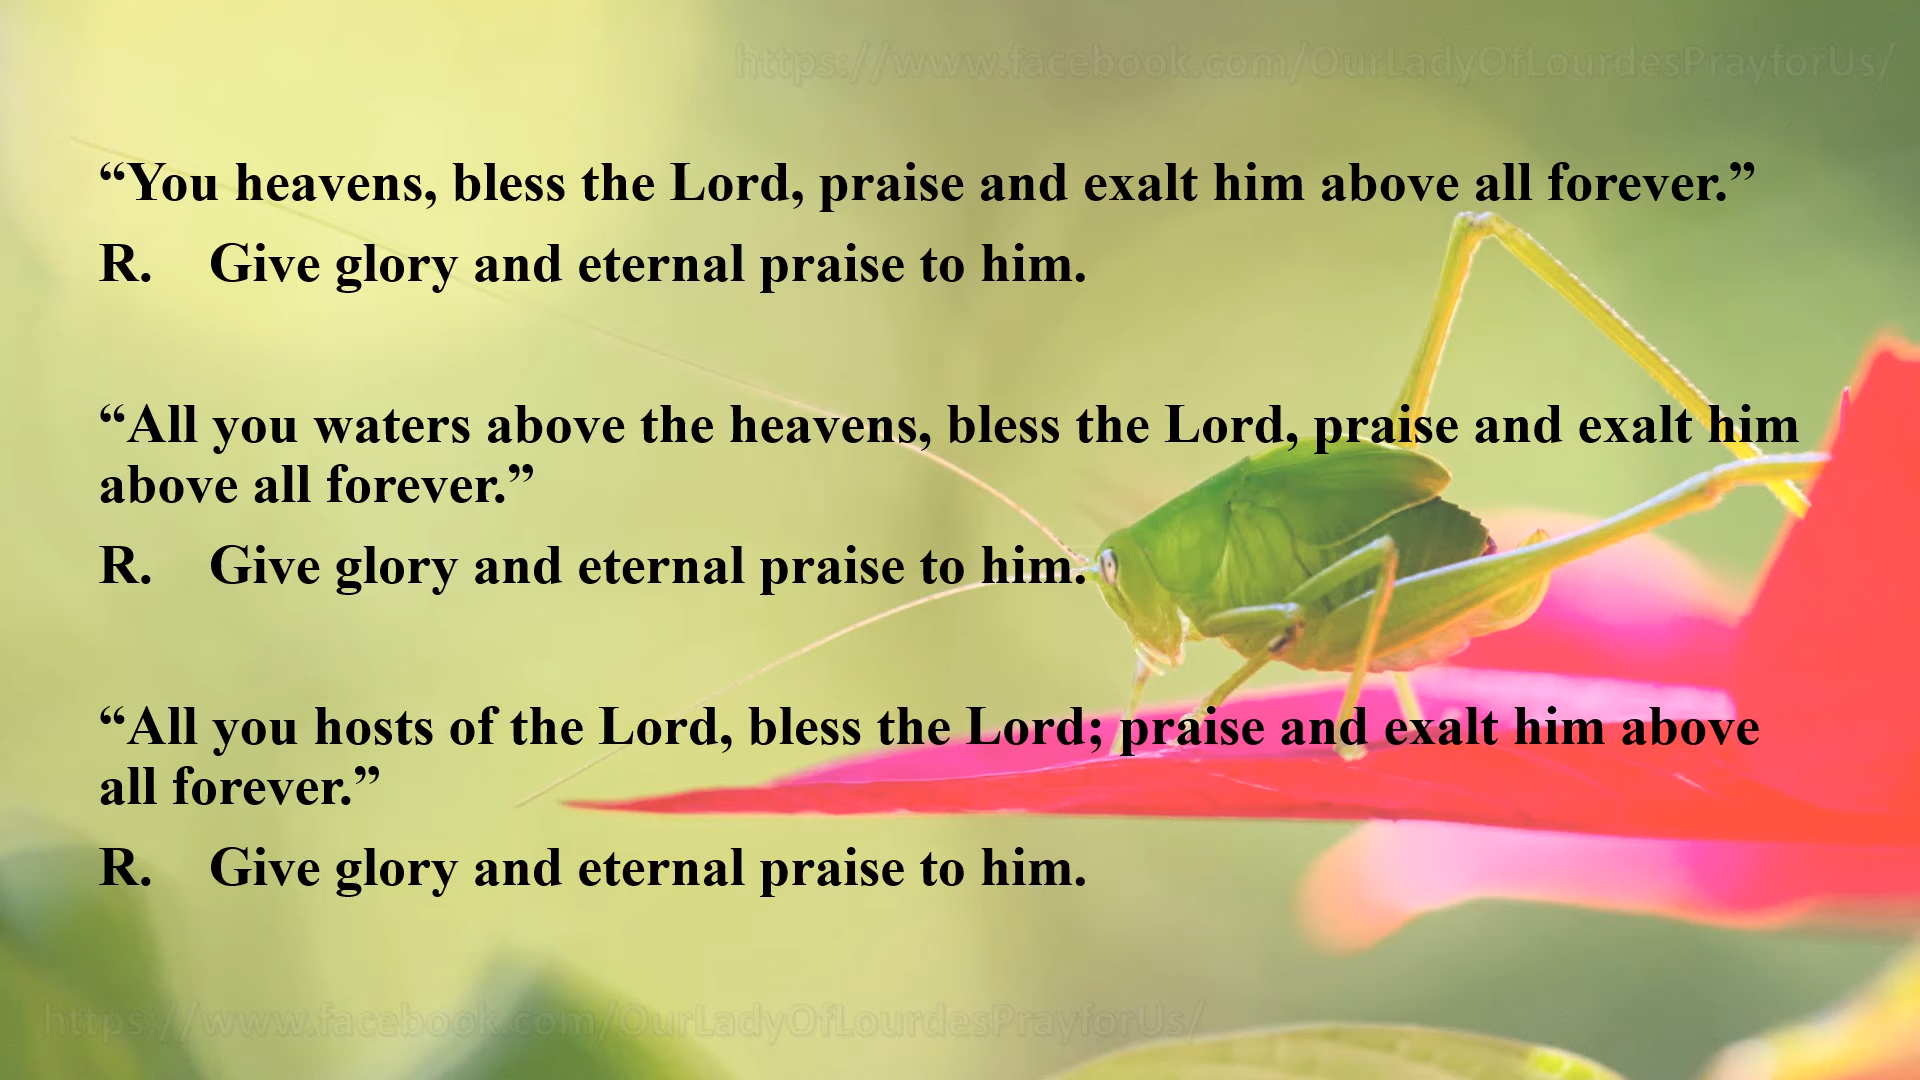 https://www.facebook.com/OurLadyOfLourdesPrayforUs/
“You heavens, bless the Lord, praise and exalt him above all forever.”
R. Give glory and eternal praise to him.
“All you waters above the heavens, bless the Lord, praise and exalt him
above all forever.”
R. Give glory and eternal praise to him.
“All you hosts of the Lord, bless the Lord; praise and exalt him above
all forever.”
R. Give glory and eternal praise to him.
https://www.facebook.com/OurLadyOfLourdesPrayforUs/